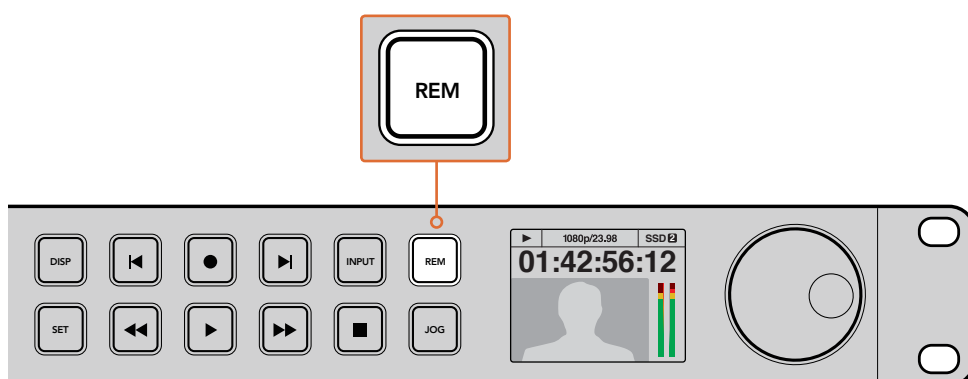 REM
DISP
INPUT
REM
1080p/23.98 SSD 2
01:42:56:12
SET
JOG